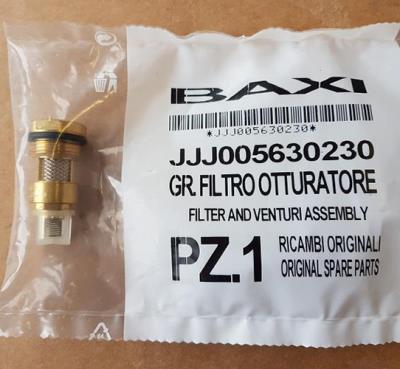 BAXI
*JJJ005630230*
JJJ005630230
GR. FILTRO OTTURATORE
FILTER AND VENTURI ASSEMBLY
PZ.1
RICAMBI ORIGINALI
ORIGINAL SPARE PARTS